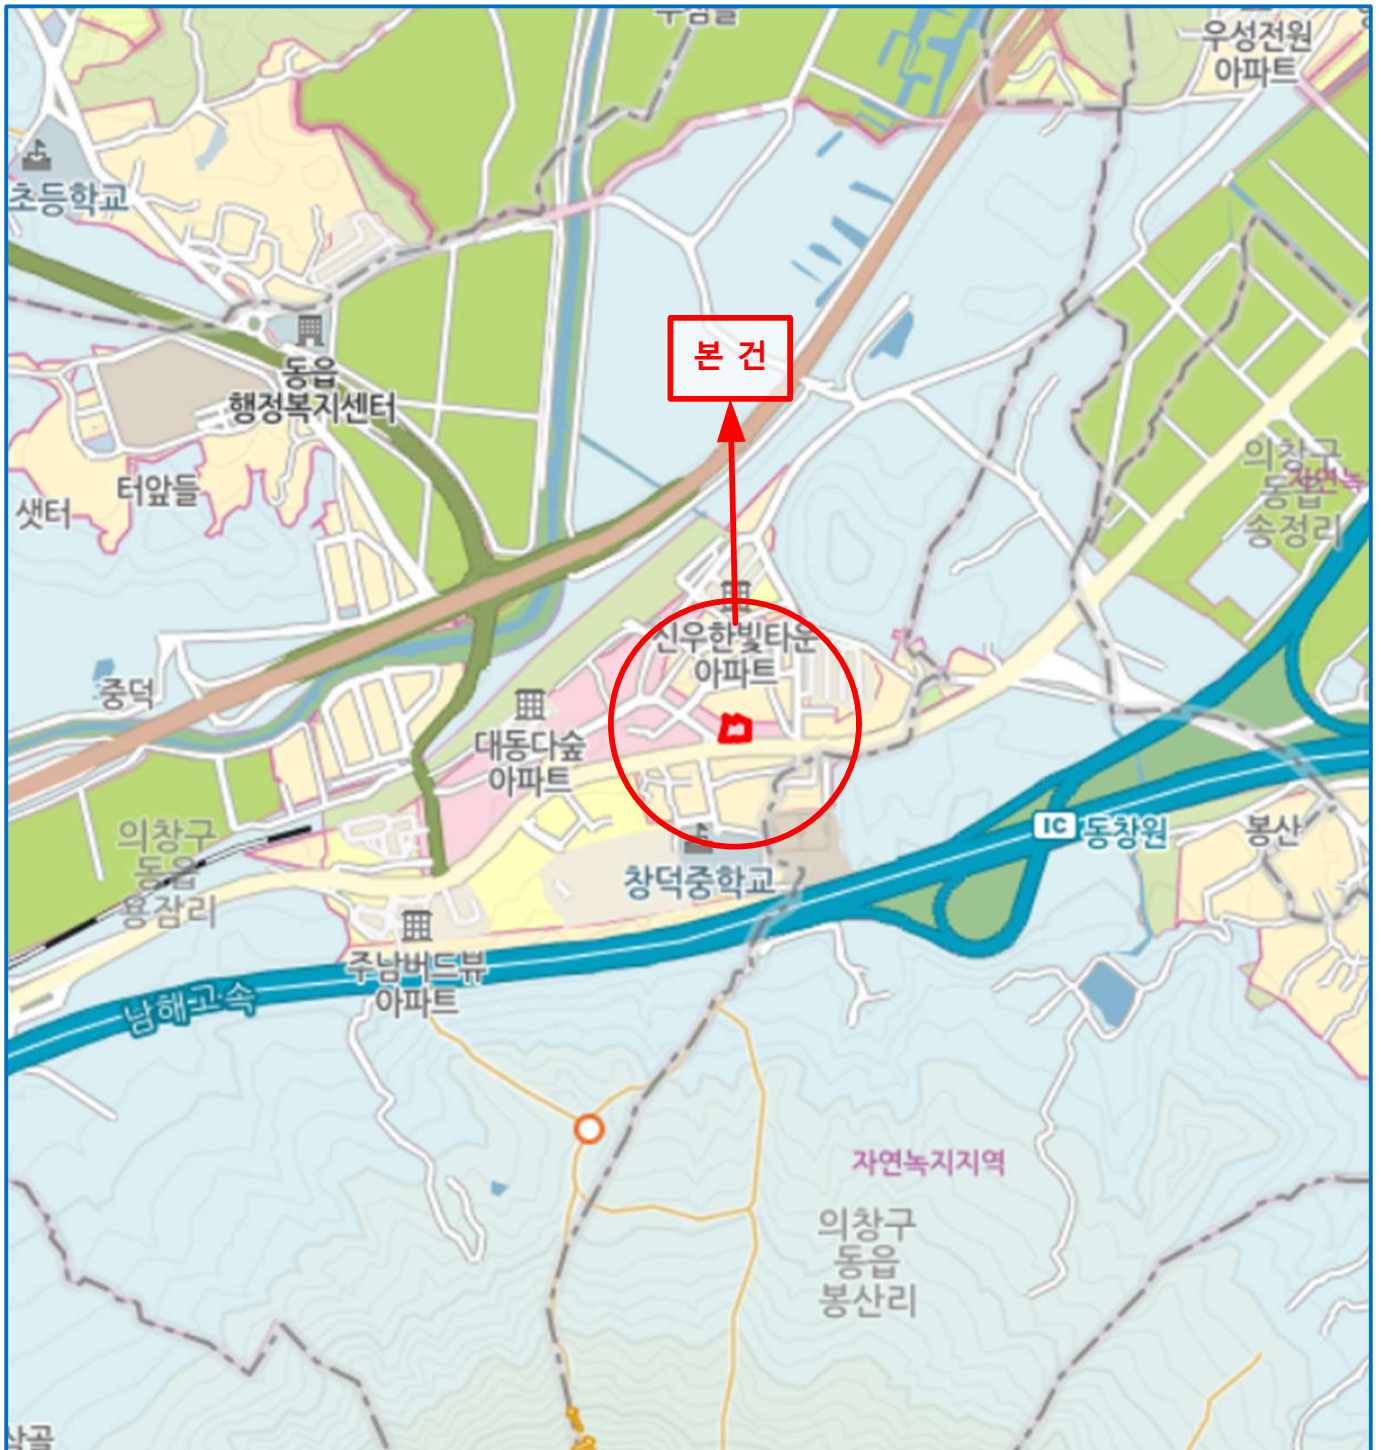 우성전원
아파트
초등학교
본 건
동읍
행정복지센터
터앞들
샛터
의창구
동읍
송정리
자연녹
신우한빛타운
아파트
중덕
대동다숲
아파트
의창구
동읍
용잠리
IC 동창원
봉산
창덕중학교
주남버드뷰
아파트
남해고속
자연녹지지역
의창구
동읍
봉산리